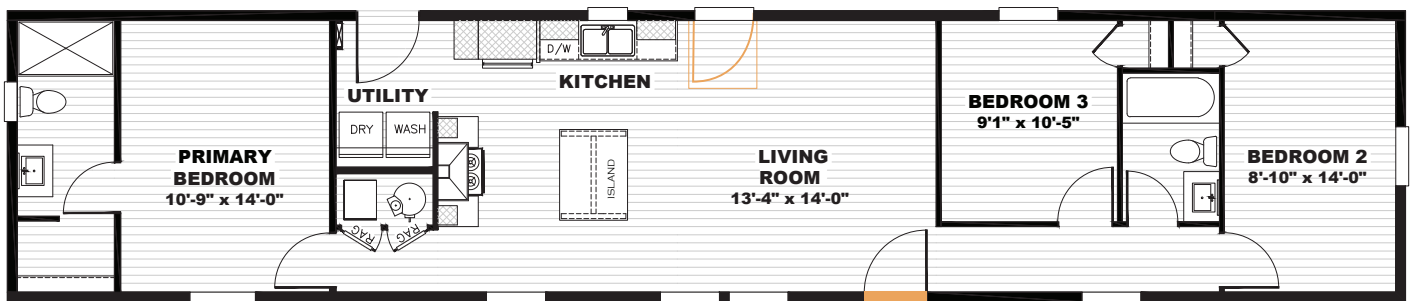 PRIMARY
BEDROOM
10'-9" x 14'-0"
UTILITY
DRY
WASH
RAG
RAG
D/W
KITCHEN
ISLAND
LIVING
ROOM
13'-4" x 14'-0"
BEDROOM 3
9'1" x 10'-5"
BEDROOM 2
8'-10" x 14'-0"